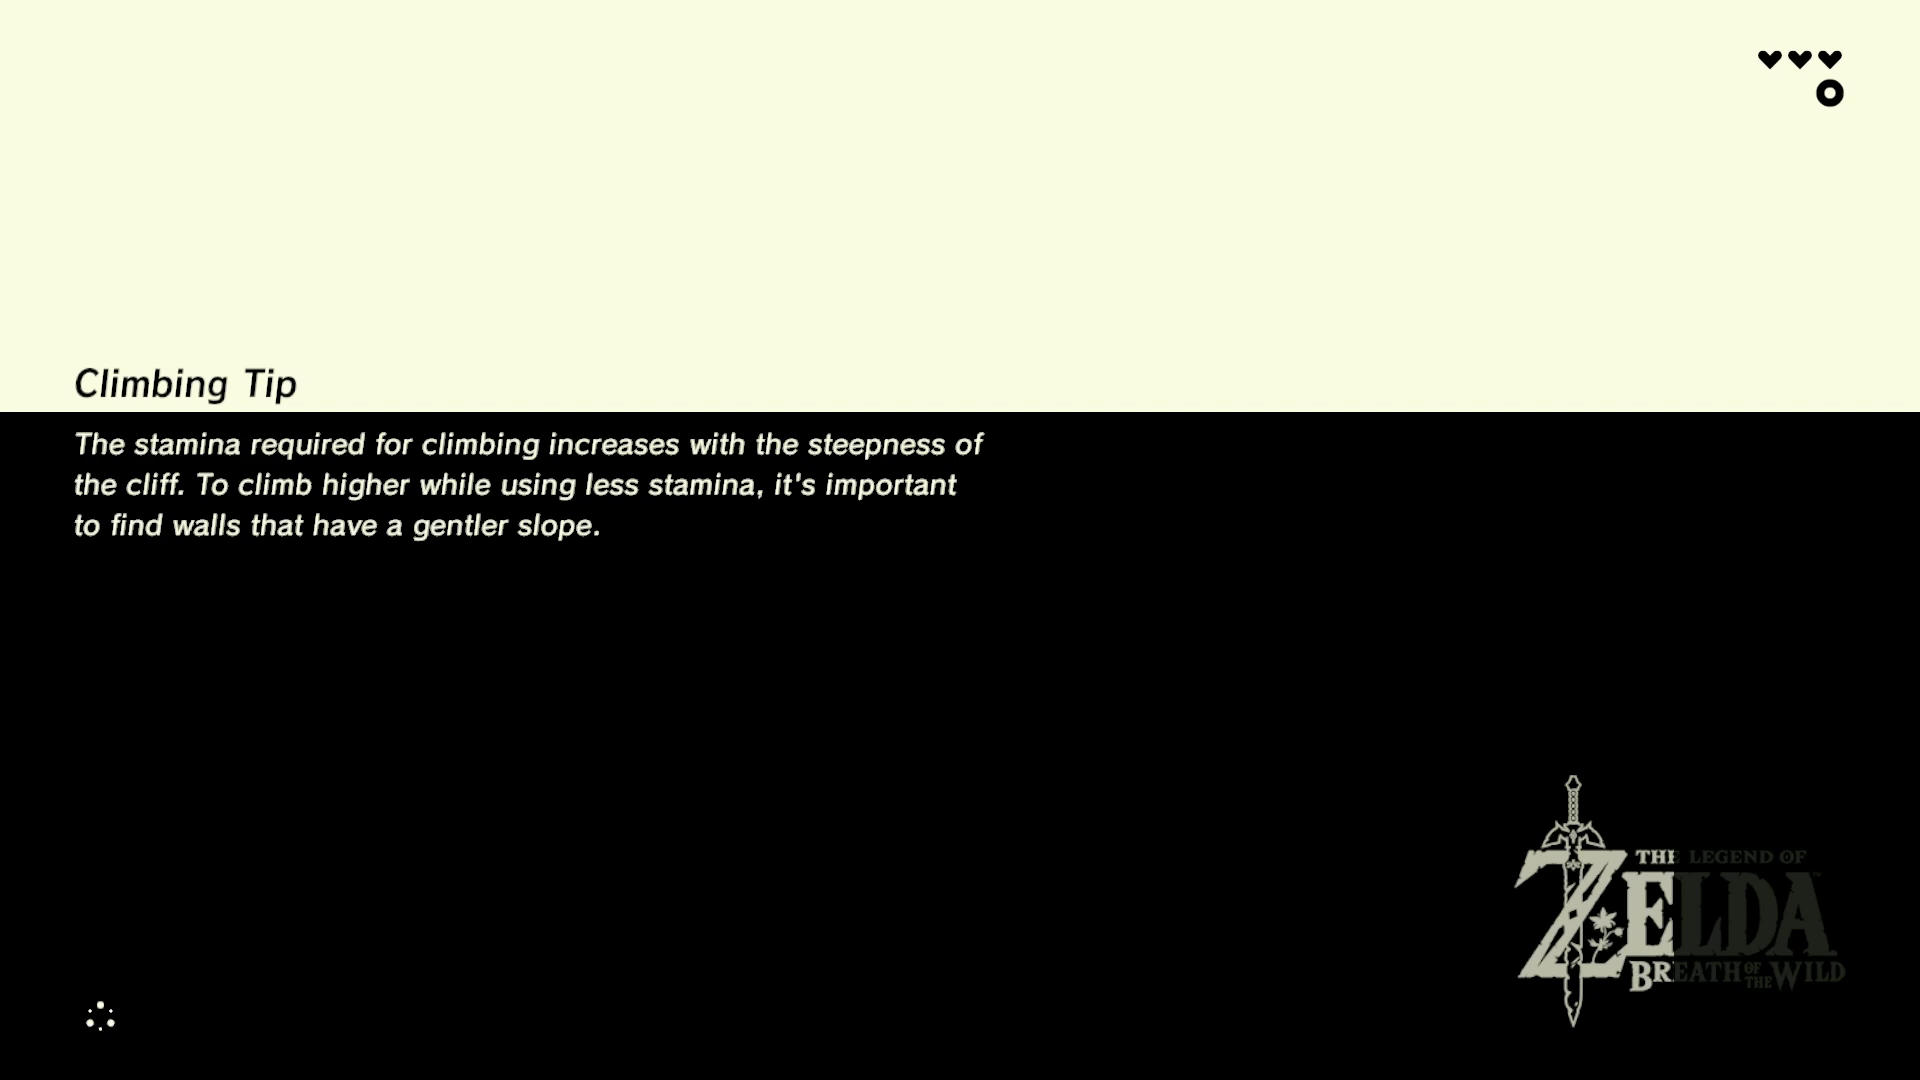 Climbing Tip
The stamina required for climbing increases with the steepness of
the cliff. To climb higher while using less stamina, it's important
to find walls that have a gentler slope.
THE LEGEND OF
ZELDA™
BREATH OF THE WILD